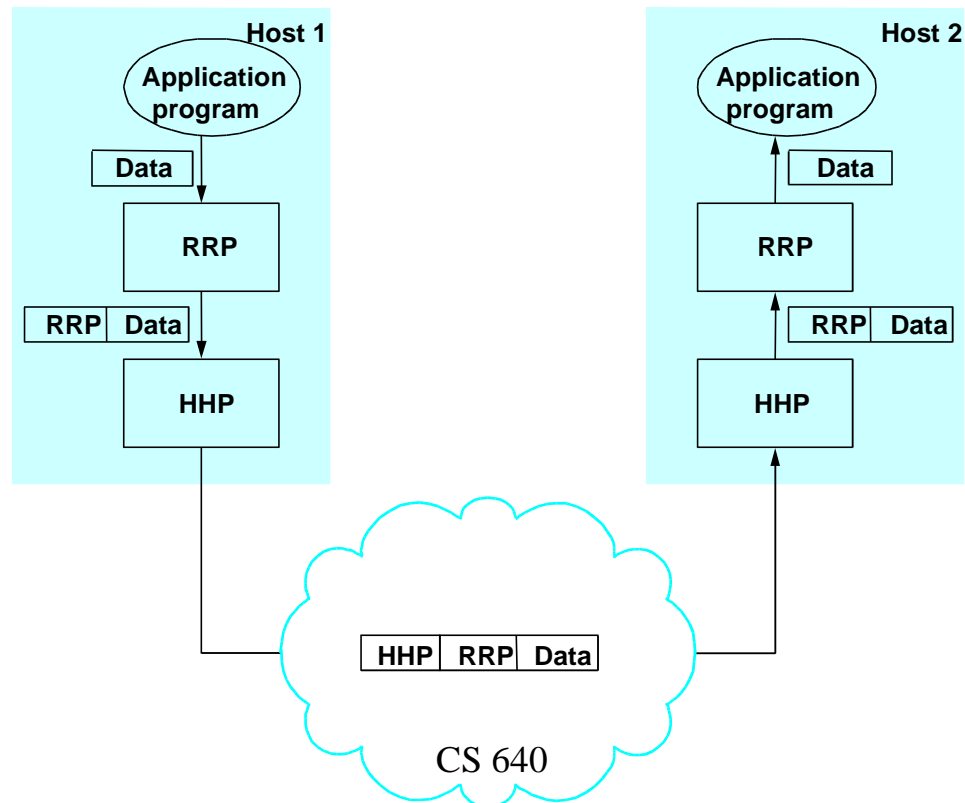 Host 1
Application
program
Data
RRP
RRP Data
HHP
Host 2
Application
program
Data
RRP
RRP Data
HHP
HHP RRP Data
CS 640